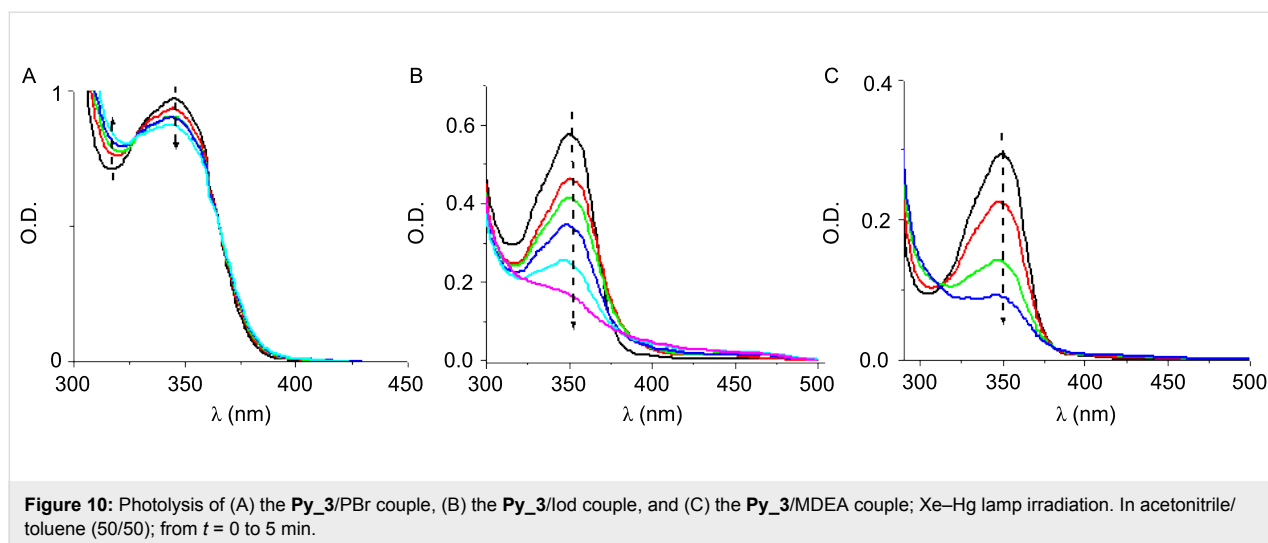 A
B
C
1
0
O.D.
300
350
400
450
λ (nm)
0.6
0.4
0.2
0.0
O.D.
300
350
400
450
500
λ (nm)
0.4
0.2
0.0
O.D.
300
350
400
450
500
λ (nm)
Figure 10: Photolysis of (A) the Py_3/PBr couple, (B) the Py_3/Iod couple, and (C) the Py_3/MDEA couple; Xe–Hg lamp irradiation. In acetonitrile/
toluene (50/50); from t = 0 to 5 min.